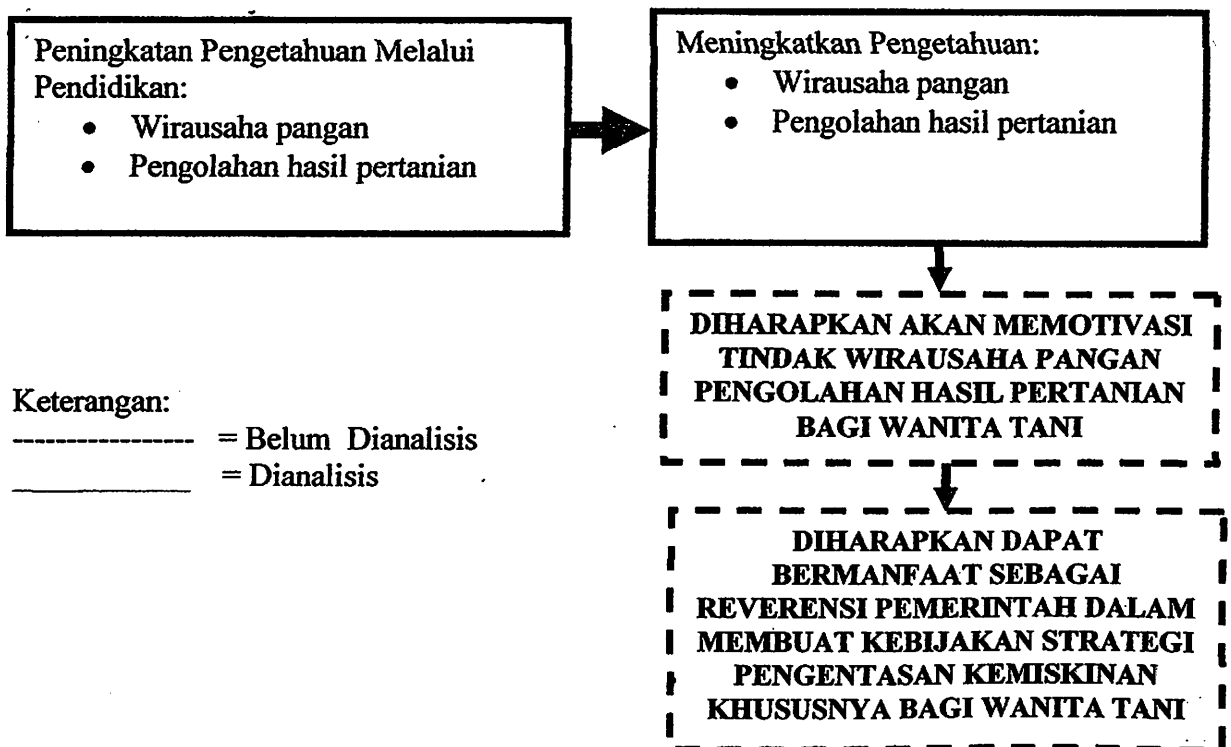 Peningkatan Pengetahuan Melalui
Pendidikan:
• Wirausaha pangan
• Pengolahan hasil pertanian
Meningkatkan Pengetahuan:
• Wirausaha pangan
• Pengolahan hasil pertanian
DIHARAPKAN AKAN MEMOTIVASI
TINDAK WIRAUSAHA PANGAN
PENGOLAHAN HASIL PERTANIAN
BAGI WANITA TANI
Keterangan:
----------------- = Belum Dianalisis
_____________ = Dianalisis
DIHARAPKAN DAPAT
BERMANFAAT SEBAGAI
REVERENSI PEMERINTAH DALAM
MEMBUAT KEBIJAKAN STRATEGI
PENGENTASAN KEMISKINAN
KHUSUSNYA BAGI WANITA TANI